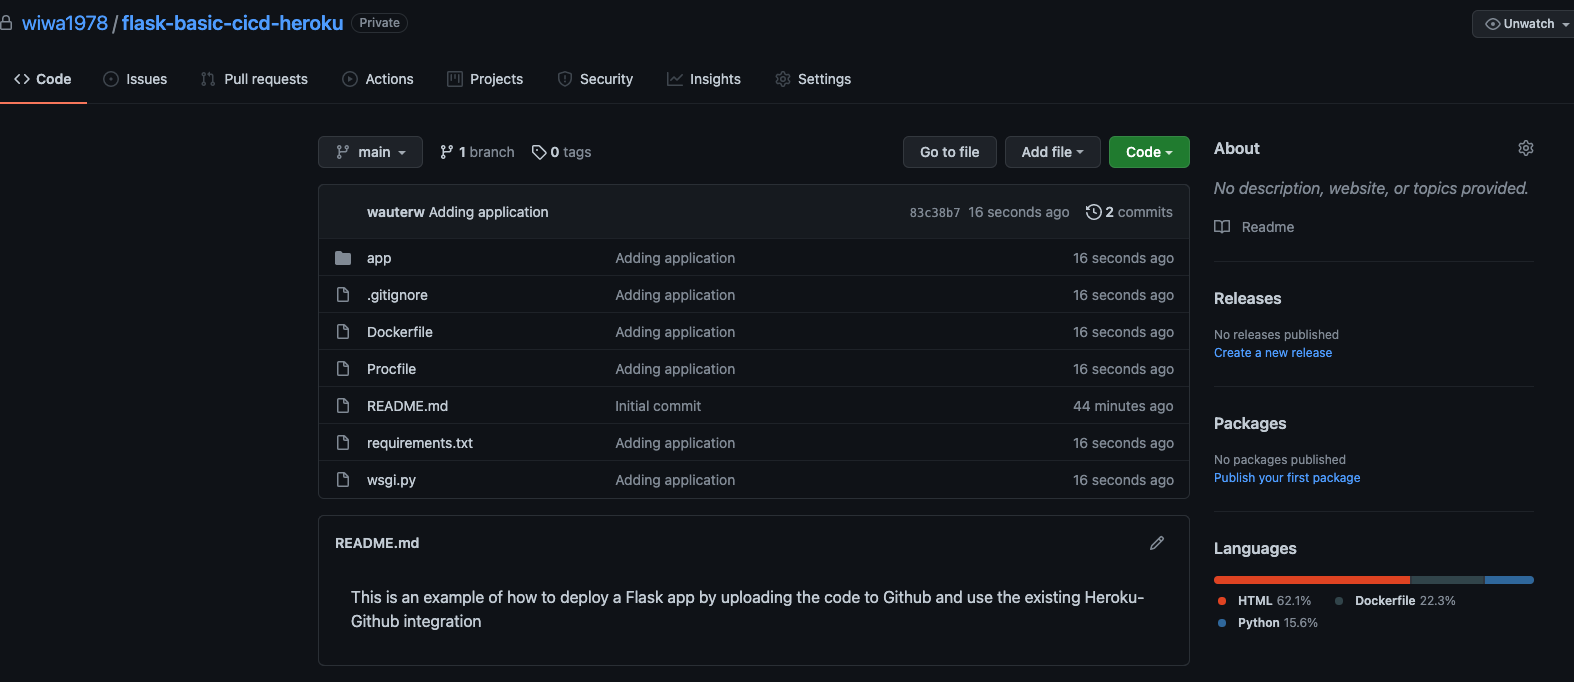 wiwa1978 / flask-basic-cicd-heroku Private Unwatch
Code Issues Pull requests Actions Projects Security Insights Settings
main 1 branch 0 tags Go to file Add file Code
wauterw Adding application 83c38b7 16 seconds ago 2 commits
app Adding application 16 seconds ago
.gitignore Adding application 16 seconds ago
Dockerfile Adding application 16 seconds ago
Procfile Adding application 16 seconds ago
README.md Initial commit 44 minutes ago
requirements.txt Adding application 16 seconds ago
wsgi.py Adding application 16 seconds ago
README.md
This is an example of how to deploy a Flask app by uploading the code to Github and use the existing Heroku-
Github integration
About
No description, website, or topics provided.
Readme
Releases
No releases published
Create a new release
Packages
No packages published
Publish your first package
Languages
HTML 62.1% Dockerfile 22.3%
Python 15.6%